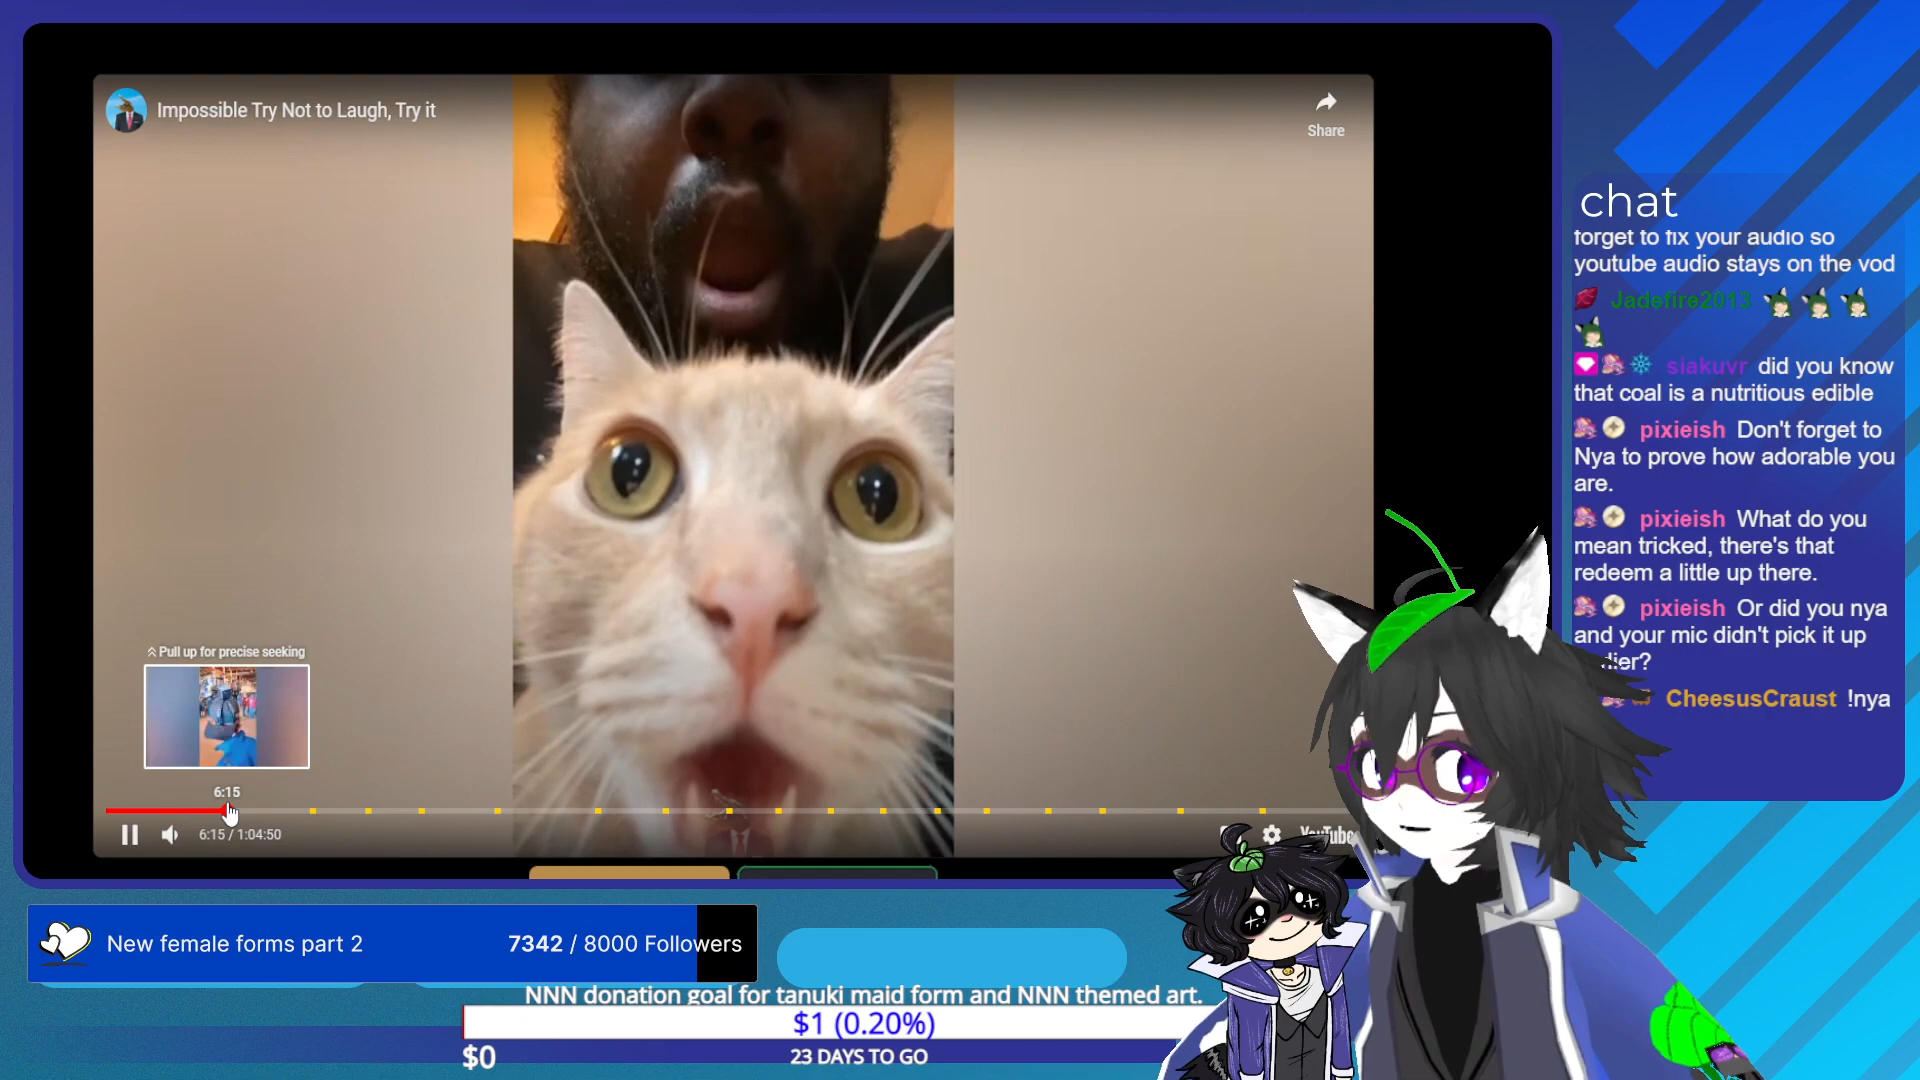 Impossible Try Not to Laugh, Try it
Share
Pull up for precise seeking
6:15
6:15 / 1:04:50
YouTube
chat
forget to fix your audio so
youtube audio stays on the vod
Jadefire2013
siakuvr did you know
that coal is a nutritious edible
pixieish Don't forget to
Nya to prove how adorable you
are.
pixieish What do you
mean tricked, there's that
redeem a little up there.
pixieish Or did you nya
and your mic didn't pick it up
CheesusCraust !nya
New female forms part 2
7342 / 8000 Followers
NNN donation goal for tanuki maid form and NNN themed art.
$1 (0.20%)
$0
23 DAYS TO GO